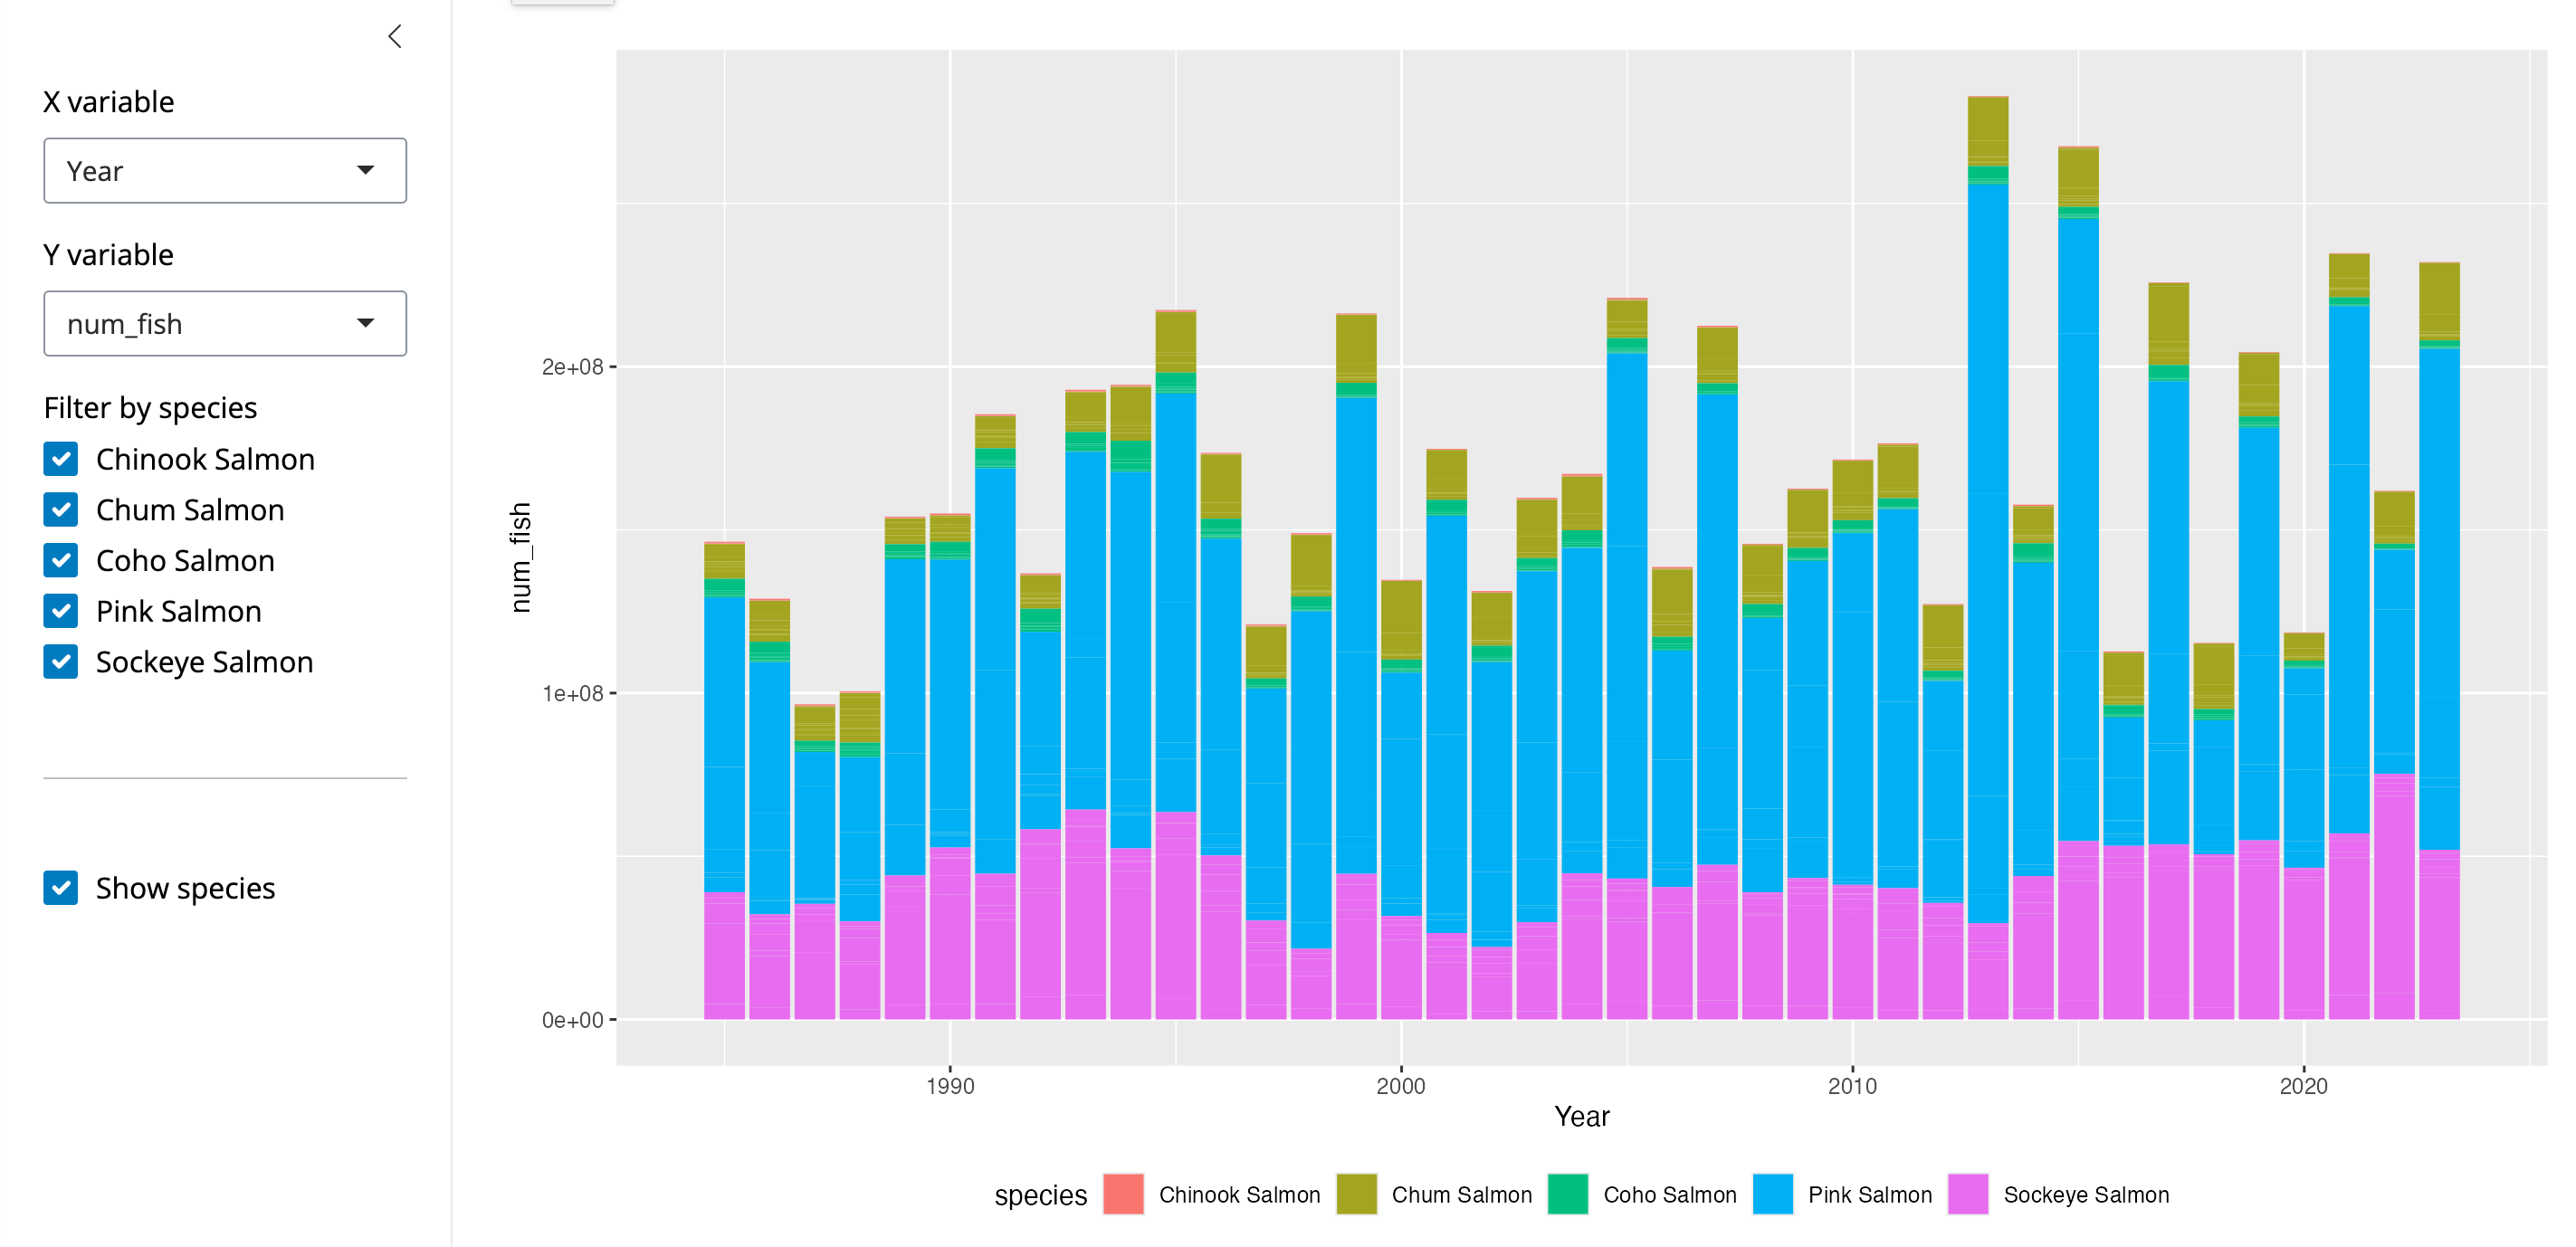 X variable
Year
Y variable
num_fish
Filter by species
Chinook Salmon
Chum Salmon
Coho Salmon
Pink Salmon
Sockeye Salmon
Show species
num_fish
2e+08
1e+08
0e+00
1990 2000 2010 2020
Year
species Chinook Salmon Chum Salmon Coho Salmon Pink Salmon Sockeye Salmon